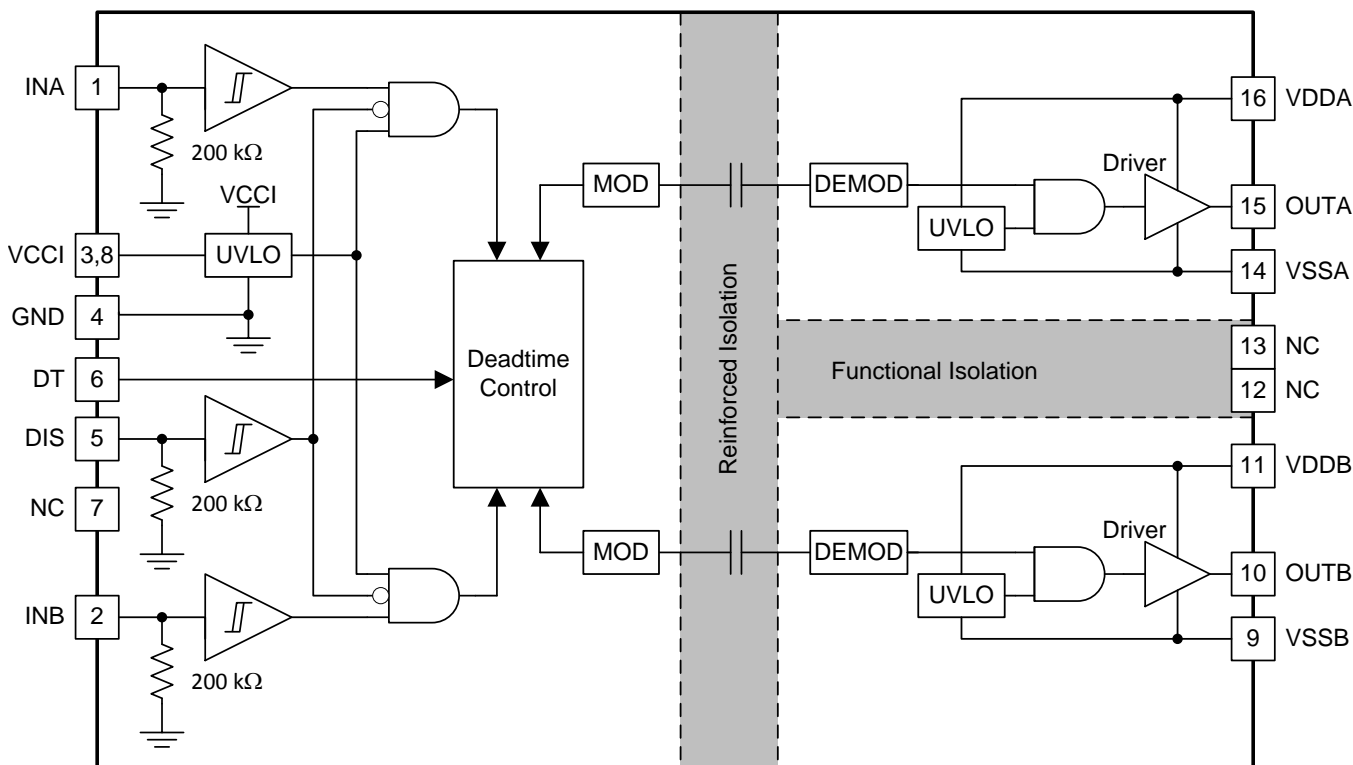 INA
1
200 kΩ
VCCI
VCCI
3,8
UVLO
GND
4
DT
6
DIS
5
200 kΩ
NC
7
INB
2
200 kΩ
Deadtime
Control
MOD
MOD
Reinforced Isolation
DEMOD
UVLO
Driver
16
VDDA
15
OUTA
14
VSSA
Functional Isolation
13
NC
12
NC
DEMOD
UVLO
Driver
11
VDDB
10
OUTB
9
VSSB